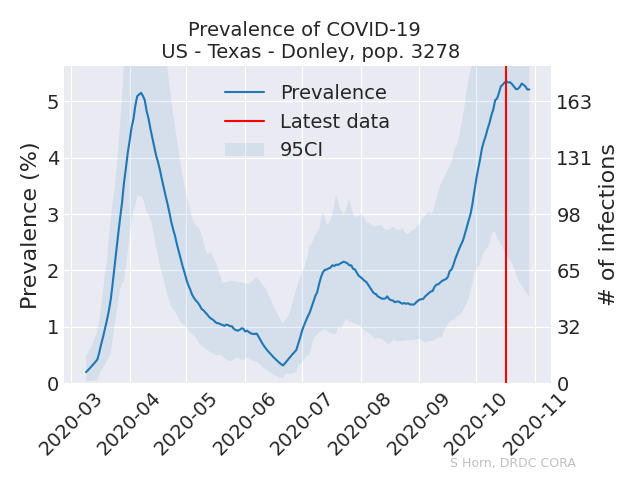 Prevalence of COVID-19
US - Texas - Donley, pop. 3278
Prevalence
Latest data
95CI
Prevalence (%)
5
4
3
2
1
0
163
131
98
65
32
0
# of infections
2020-03
2020-04
2020-05
2020-06
2020-07
2020-08
2020-09
2020-10
2020-11
S Horn, DRDC CORA